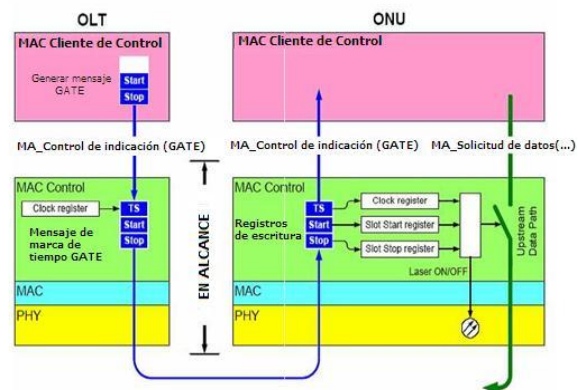 OLT
ONU
MAC Cliente de Control
Generar mensaje
GATE
Start
Stop
MAC Cliente de Control
MA_Control de indicación (GATE)
MA_Control de indicación (GATE)
MA_Solicitud de datos(...)
MAC Control
Clock register
TS
Start
Stop
Mensaje de
marca de
tiempo GATE
MAC
PHY
EN ALCANCE
MAC Control
Registros
de escritura
TS
Start
Stop
Clock register
Slot Start register
Slot Stop register
Laser ON/OFF
Upstream
Data Path
MAC
PHY